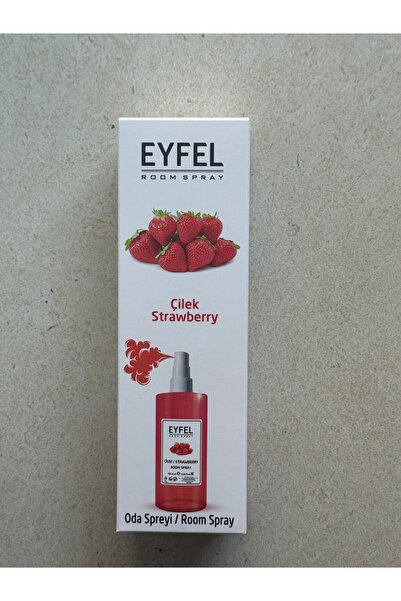 EYFEL
ROOM SPRAY
Çilek
Strawberry
EYFEL
ROOM SPRAY
ÇİLEK / STRAWBERRY
ROOM SPRAY
Oda Spreyi / Room Spray